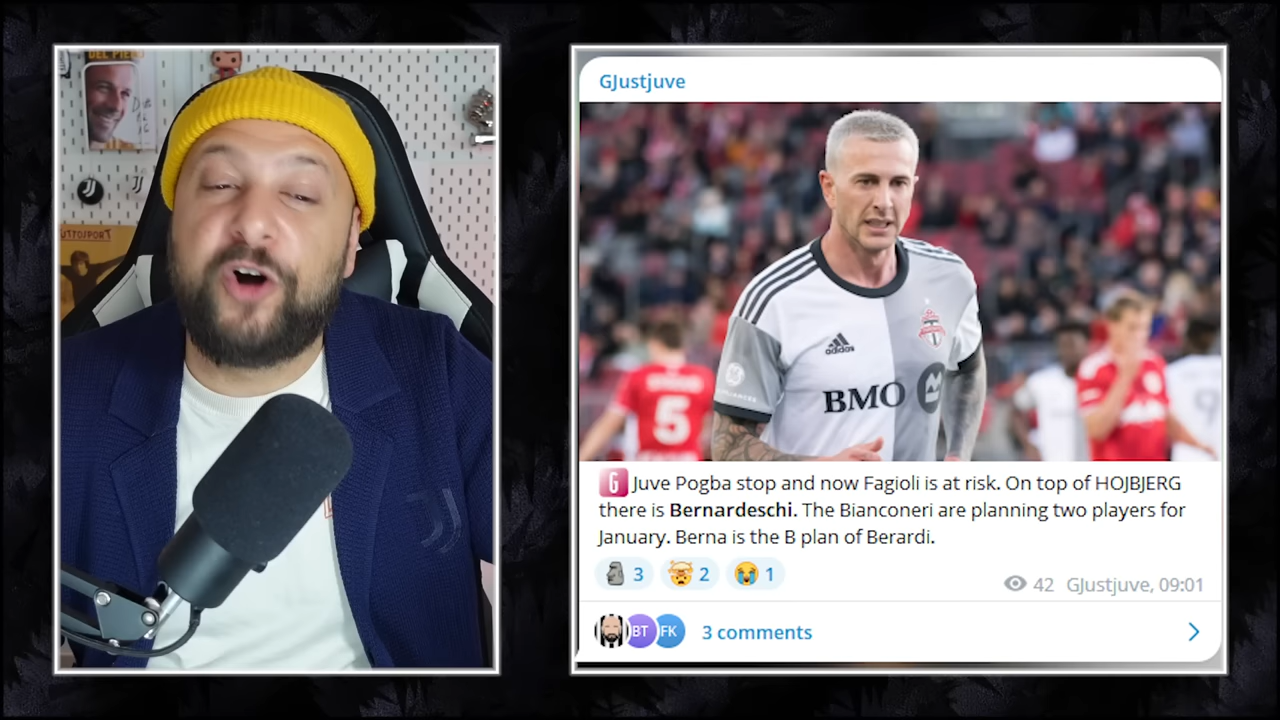 DEL PIERO
GJustjuve
5
adidas
BMO
G Juve Pogba stop and now Fagioli is at risk. On top of HOJBJERG
there is Bernardeschi. The Bianconeri are planning two players for
January. Berna is the B plan of Berardi.
3 2 1
42 GJustjuve, 09:01
BT FK 3 comments